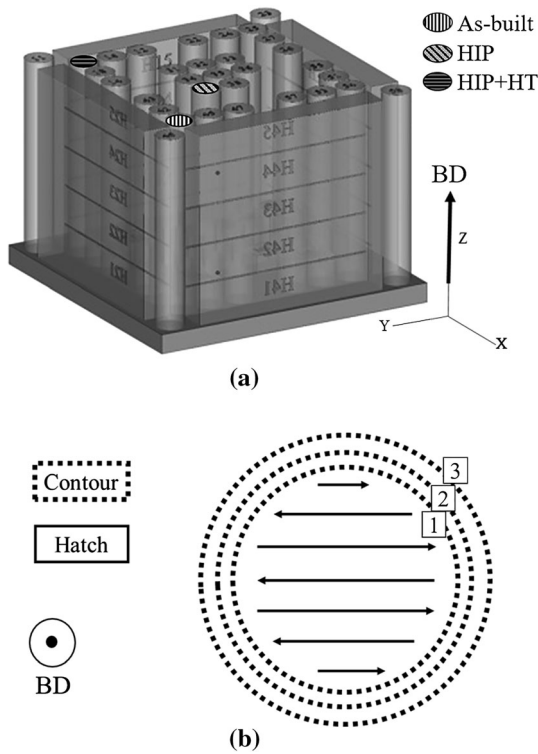 As-built
HIP
HIP+HT
H15
H25
H24
H23
H22
H21
H45
H44
H43
H42
H41
BD
Z
Y
X
(a)
Contour
Hatch
BD
3
2
1
(b)